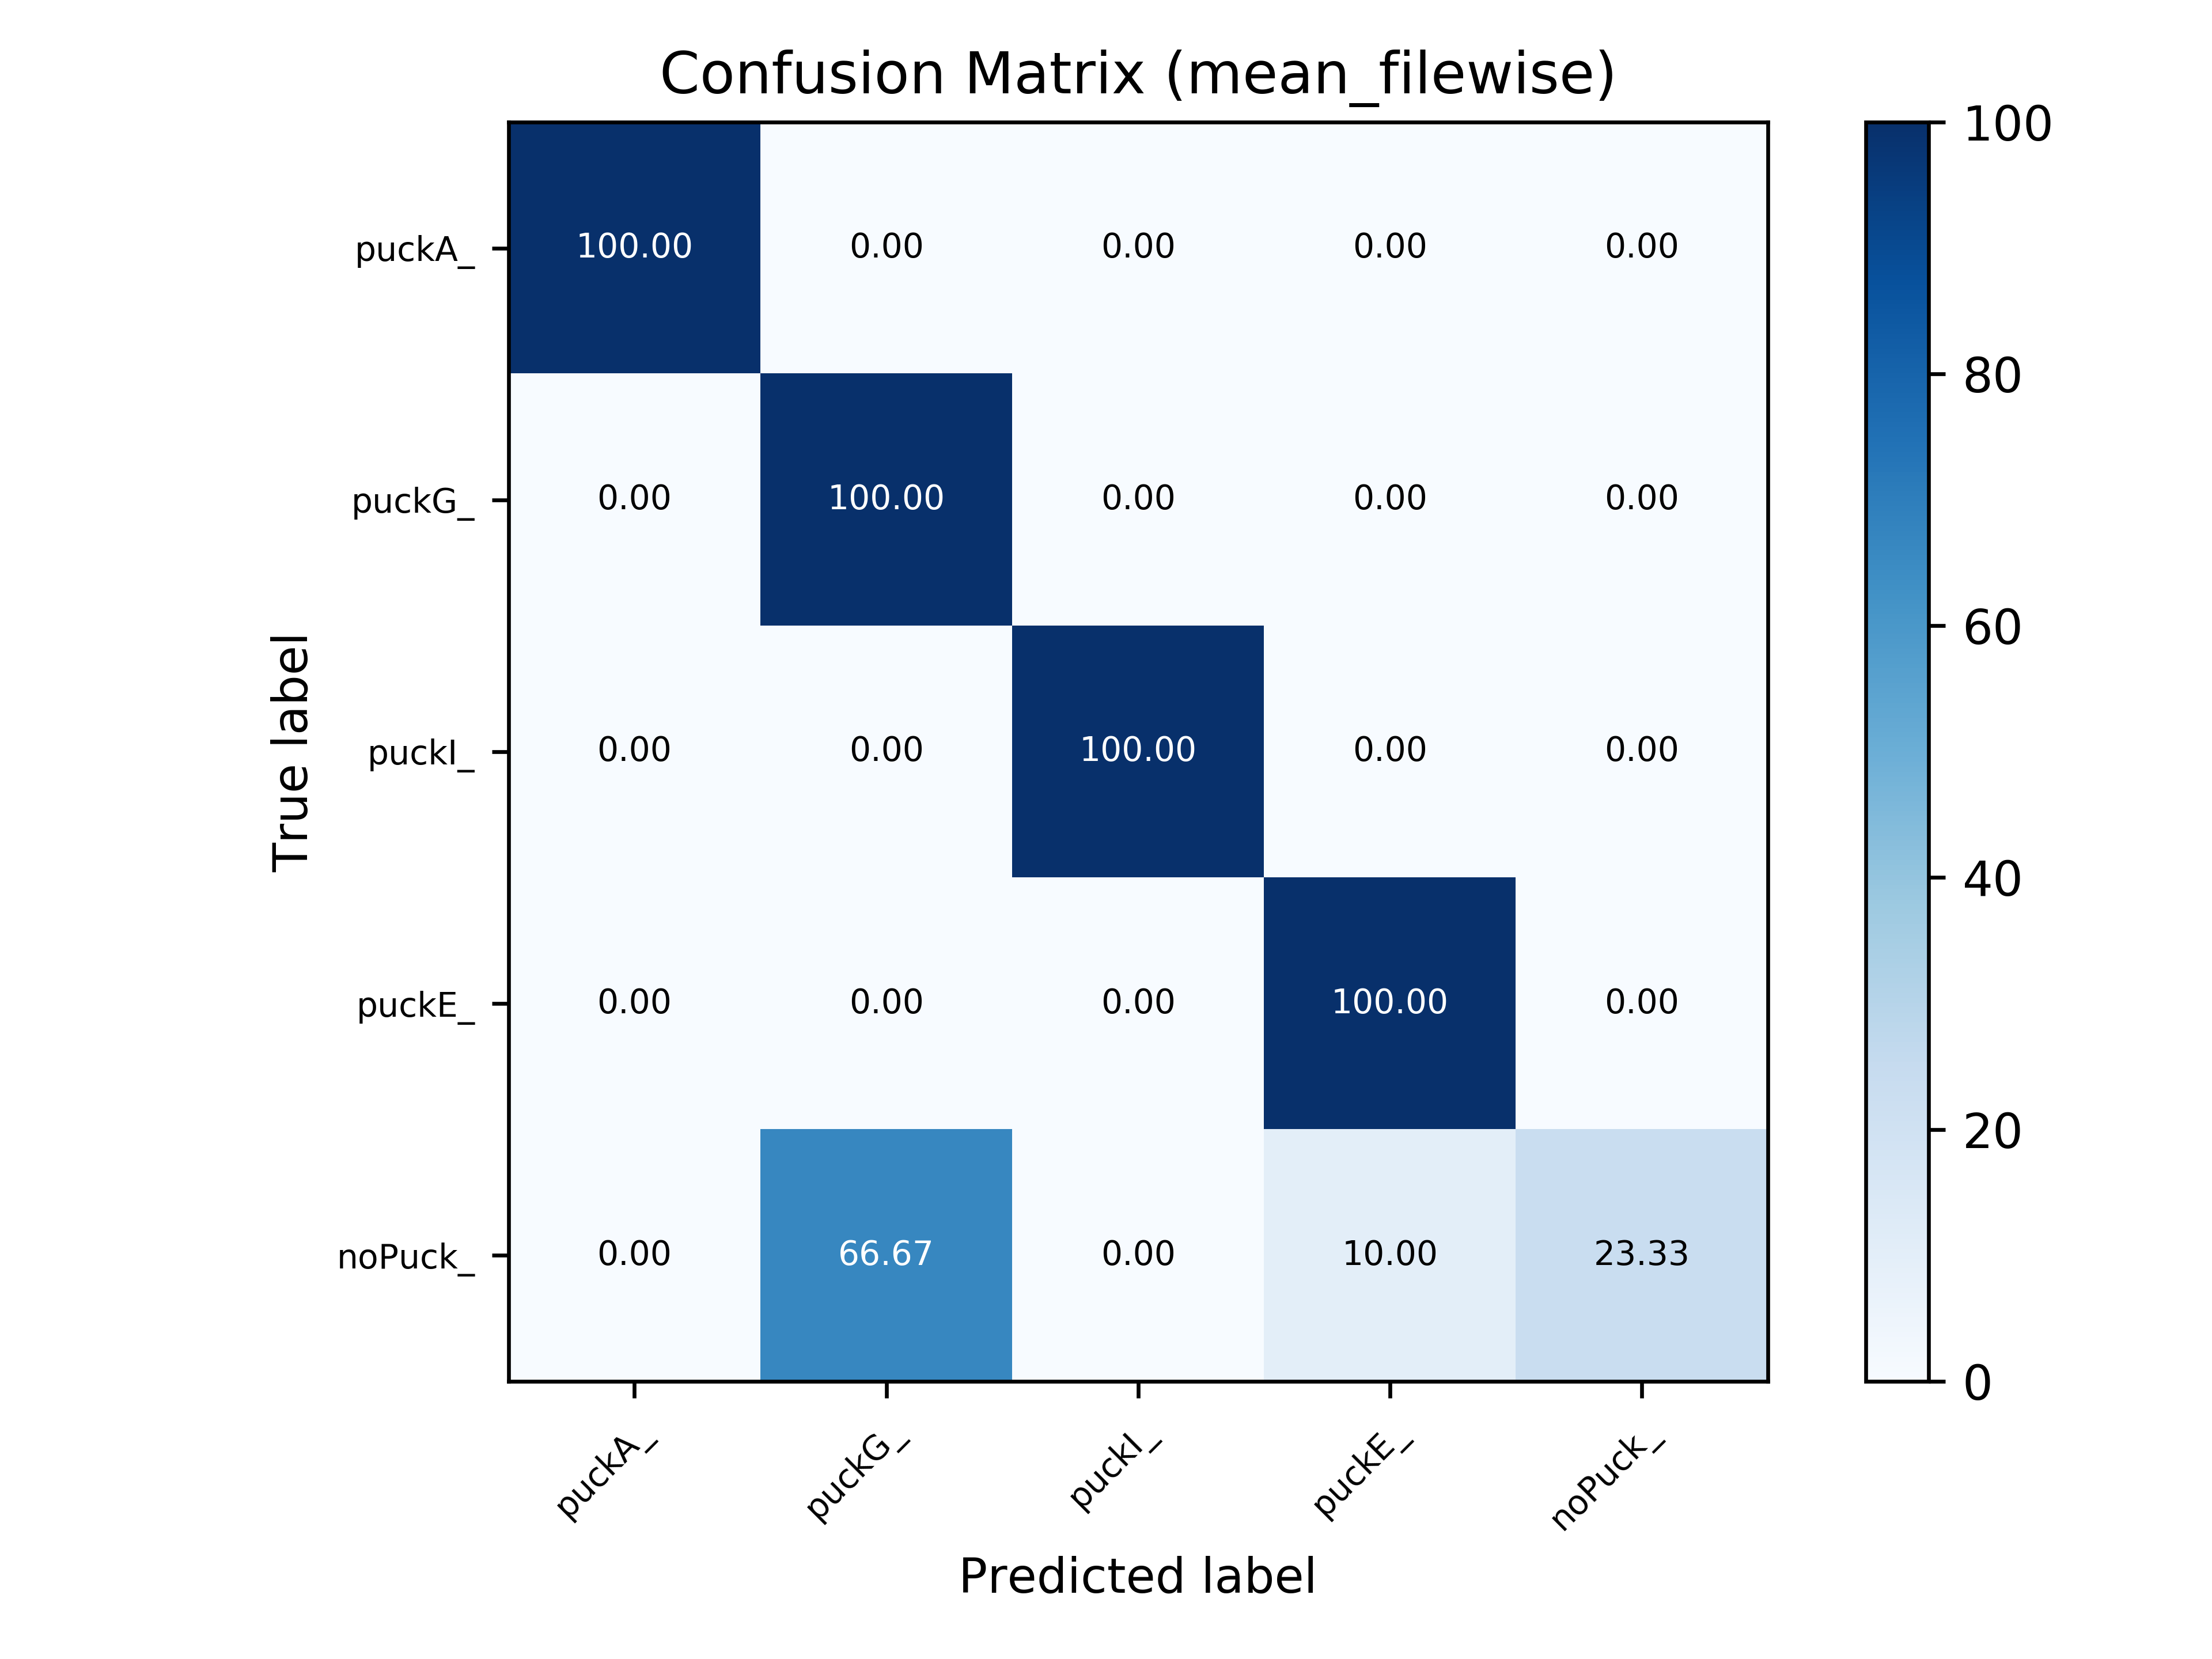 Confusion Matrix (mean_filewise)
True label
puckA_ 100.00 0.00 0.00 0.00 0.00
puckG_ 0.00 100.00 0.00 0.00 0.00
puckI_ 0.00 0.00 100.00 0.00 0.00
puckE_ 0.00 0.00 0.00 100.00 0.00
noPuck_ 0.00 66.67 0.00 10.00 23.33
puckA_ puckG_ puckI_ puckE_ noPuck_
Predicted label
100
80
60
40
20
0